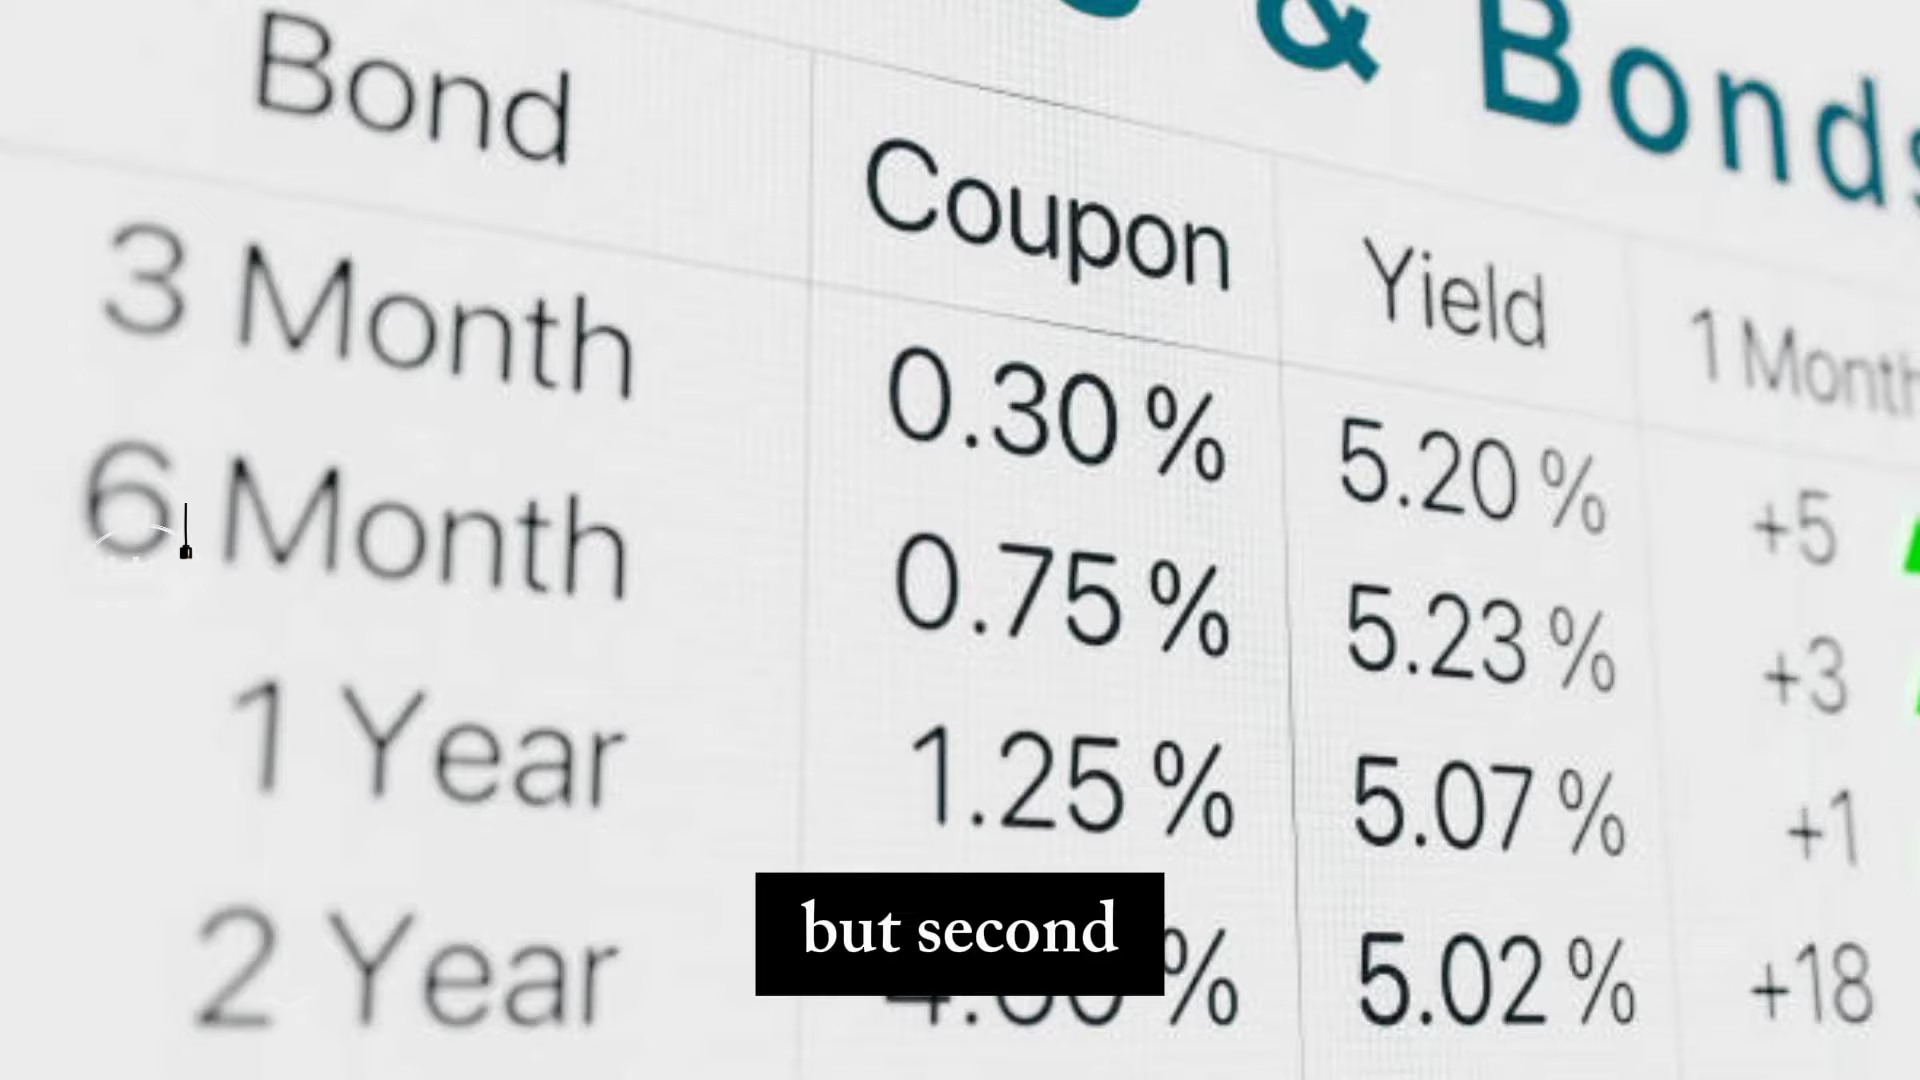 & Bonds
Bond Coupon Yield 1 Month
3 Month 0.30 % 5.20 % +5
6 Month 0.75 % 5.23 % +3
1 Year 1.25 % 5.07 % +1
2 Year % 5.02 % +18
but second